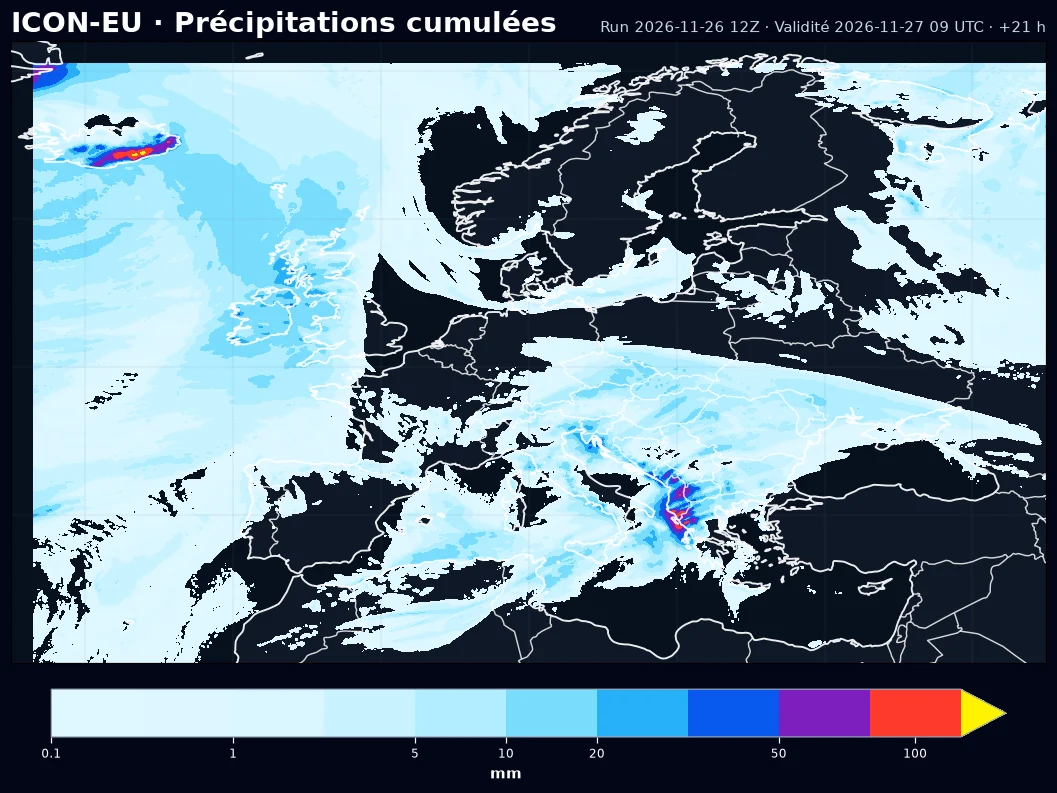 ICON-EU · Précipitations cumulées
Run 2026-11-26 12Z · Validité 2026-11-27 09 UTC · +21 h
0.1 1 5 10 20 50 100
mm